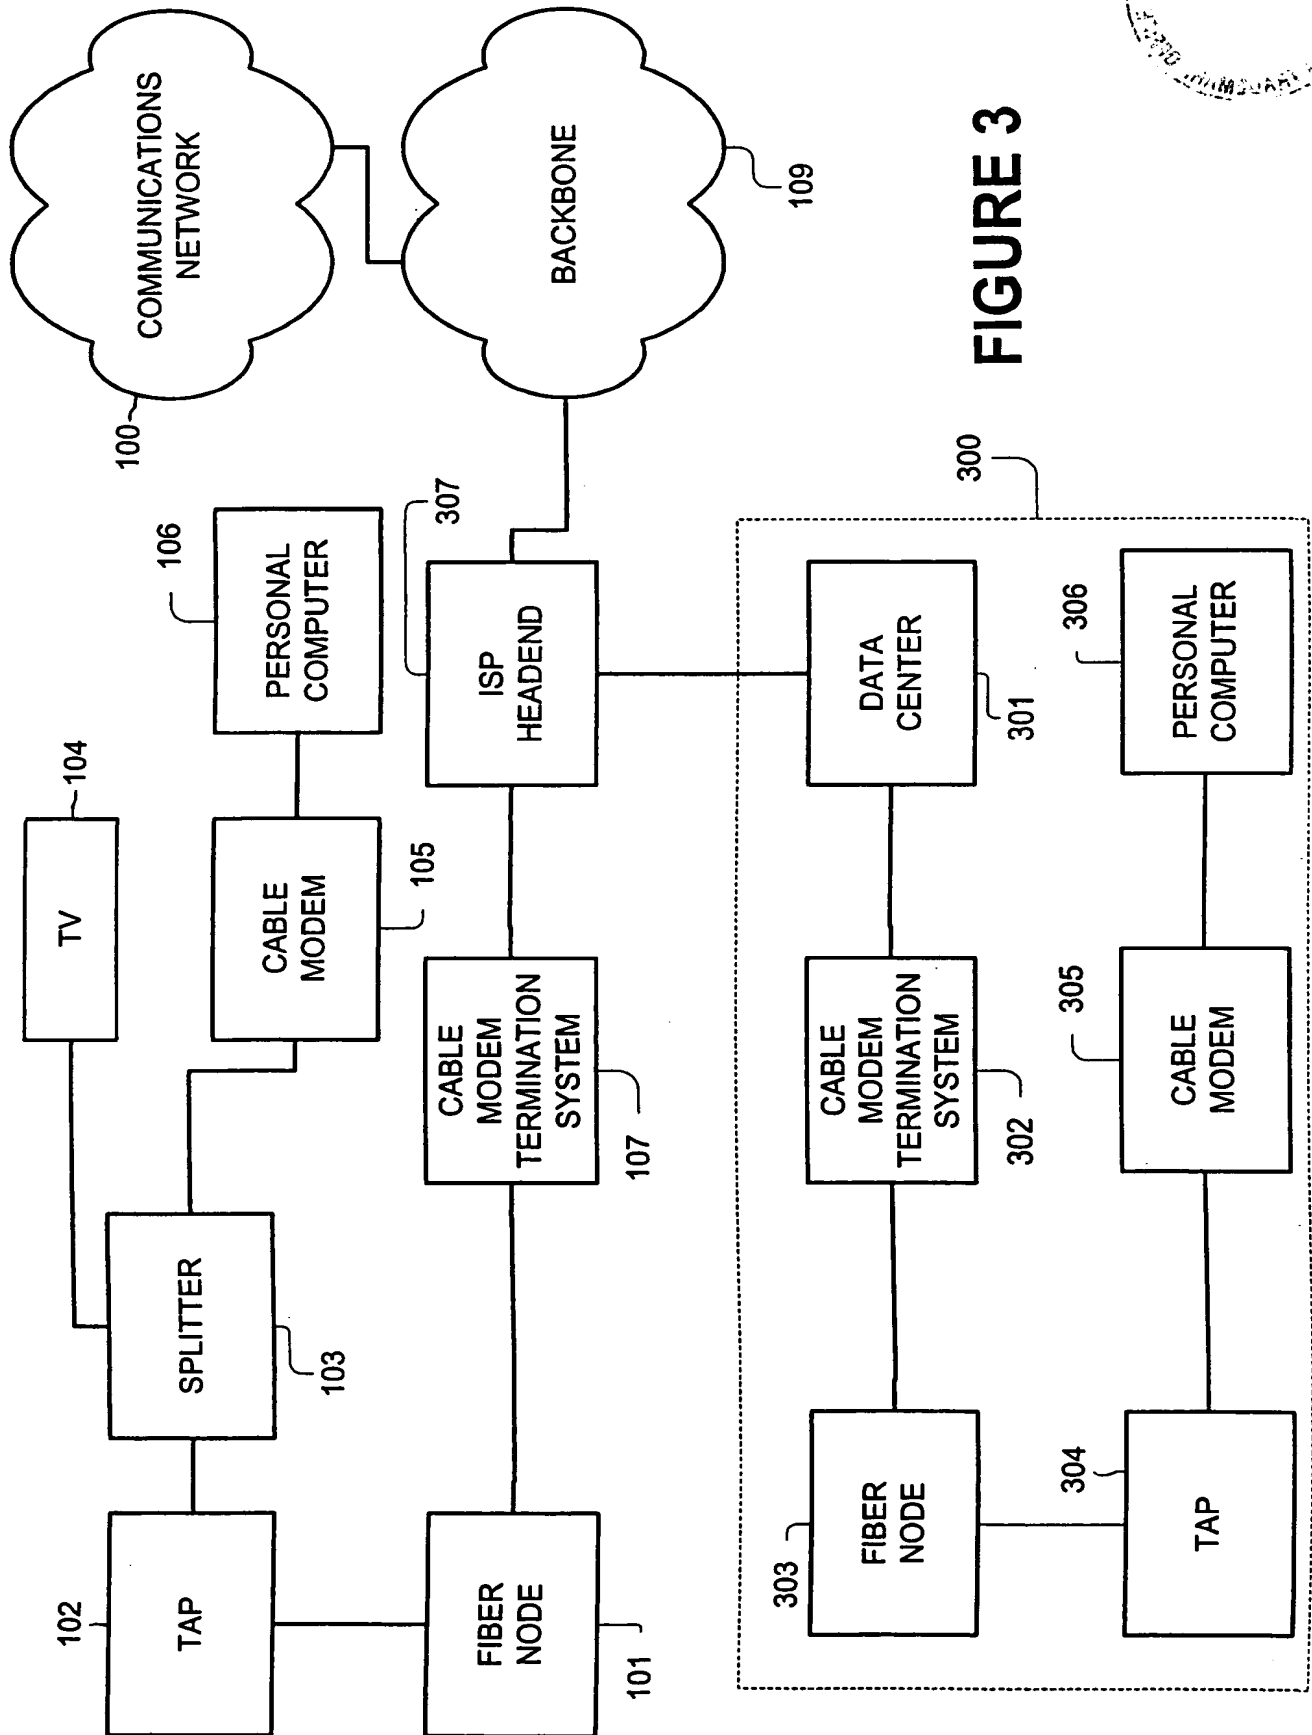 102
TAP
SPLITTER
103
TV
104
CABLE
MODEM
105
106
PERSONAL
COMPUTER
100
COMMUNICATIONS
NETWORK
FIBER
NODE
101
CABLE
MODEM
TERMINATION
SYSTEM
107
307
ISP
HEADEND
BACKBONE
109
300
303
FIBER
NODE
CABLE
MODEM
TERMINATION
SYSTEM
302
DATA
CENTER
301
304
TAP
305
CABLE
MODEM
306
PERSONAL
COMPUTER
FIGURE 3